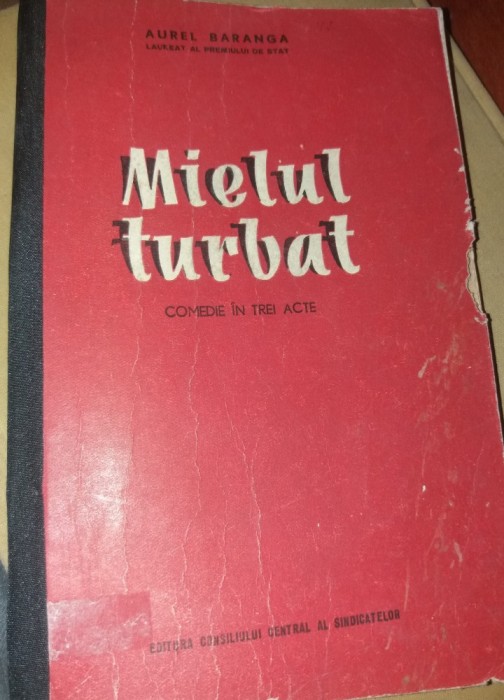 AUREL BARANGA
LAUREAT AL PREMIULUI DE STAT
Mielul
turbat
COMEDIE ÎN TREI ACTE
EDITURA CONSILIULUI CENTRAL AL SINDICATELOR